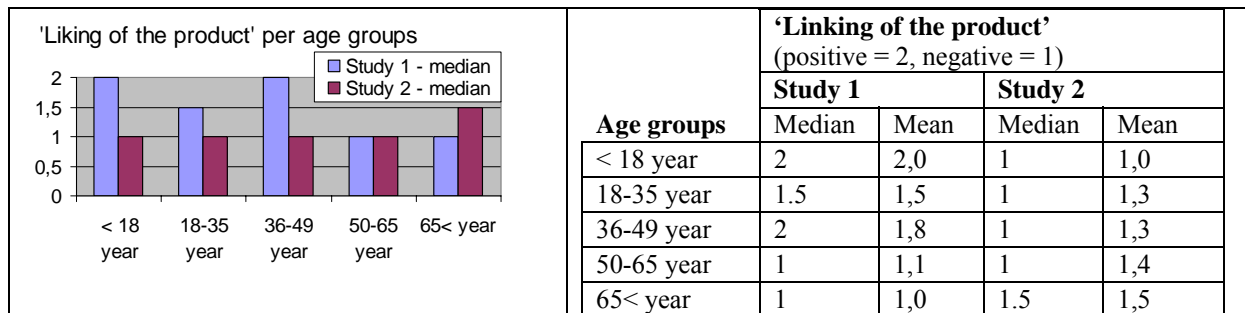 'Liking of the product' per age groups
Study 1 - median
Study 2 - median
2
1,5
1
0,5
0
< 18 year
18-35 year
36-49 year
50-65 year
65< year
‘Linking of the product’
(positive = 2, negative = 1)
Study 1 Study 2
Age groups Median Mean Median Mean
< 18 year 2 2,0 1 1,0
18-35 year 1.5 1,5 1 1,3
36-49 year 2 1,8 1 1,3
50-65 year 1 1,1 1 1,4
65< year 1 1,0 1.5 1,5